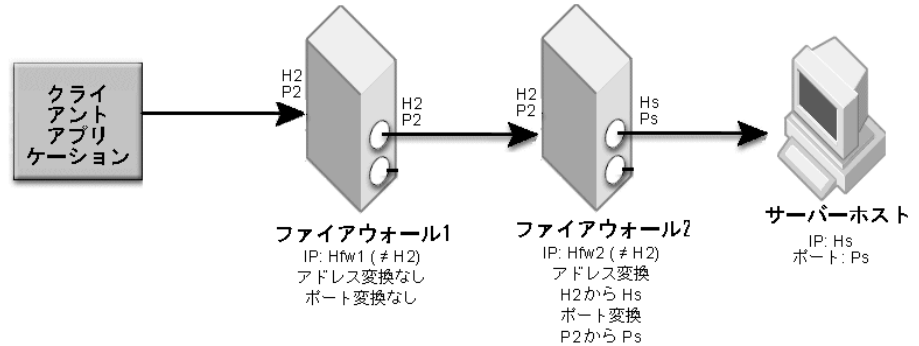 クライ
アント
アプリ
ケーション
H2
P2
H2
P2
H2
P2
Hs
Ps
ファイアウォール1
IP: Hfw1 (≠H2)
アドレス変換なし
ポート変換なし
ファイアウォール2
IP: Hfw2 (≠H2)
アドレス変換
H2から Hs
ポート変換
P2から Ps
サーバーホスト
IP: Hs
ポート: Ps